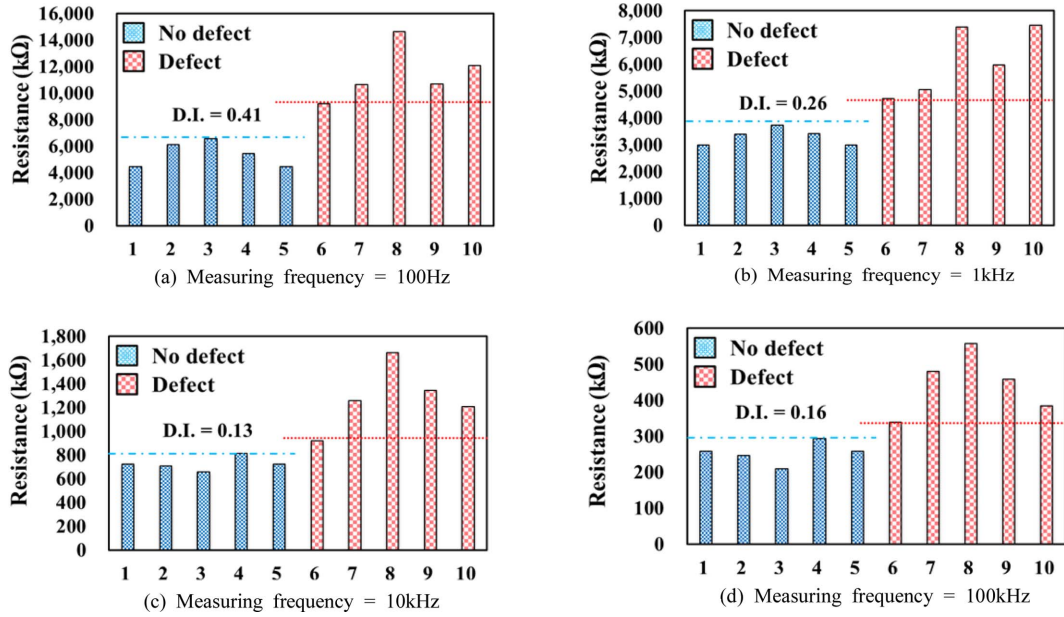 16,000
14,000
12,000
10,000
8,000
6,000
4,000
2,000
0
Resistance (kΩ)
No defect
Defect
D.I. = 0.41
1 2 3 4 5 6 7 8 9 10
(a) Measuring frequency = 100Hz
8,000
7,000
6,000
5,000
4,000
3,000
2,000
1,000
0
Resistance (kΩ)
No defect
Defect
D.I. = 0.26
1 2 3 4 5 6 7 8 9 10
(b) Measuring frequency = 1kHz
1,800
1,600
1,400
1,200
1,000
800
600
400
200
0
Resistance (kΩ)
No defect
Defect
D.I. = 0.13
1 2 3 4 5 6 7 8 9 10
(c) Measuring frequency = 10kHz
600
500
400
300
200
100
0
Resistance (kΩ)
No defect
Defect
D.I. = 0.16
1 2 3 4 5 6 7 8 9 10
(d) Measuring frequency = 100kHz